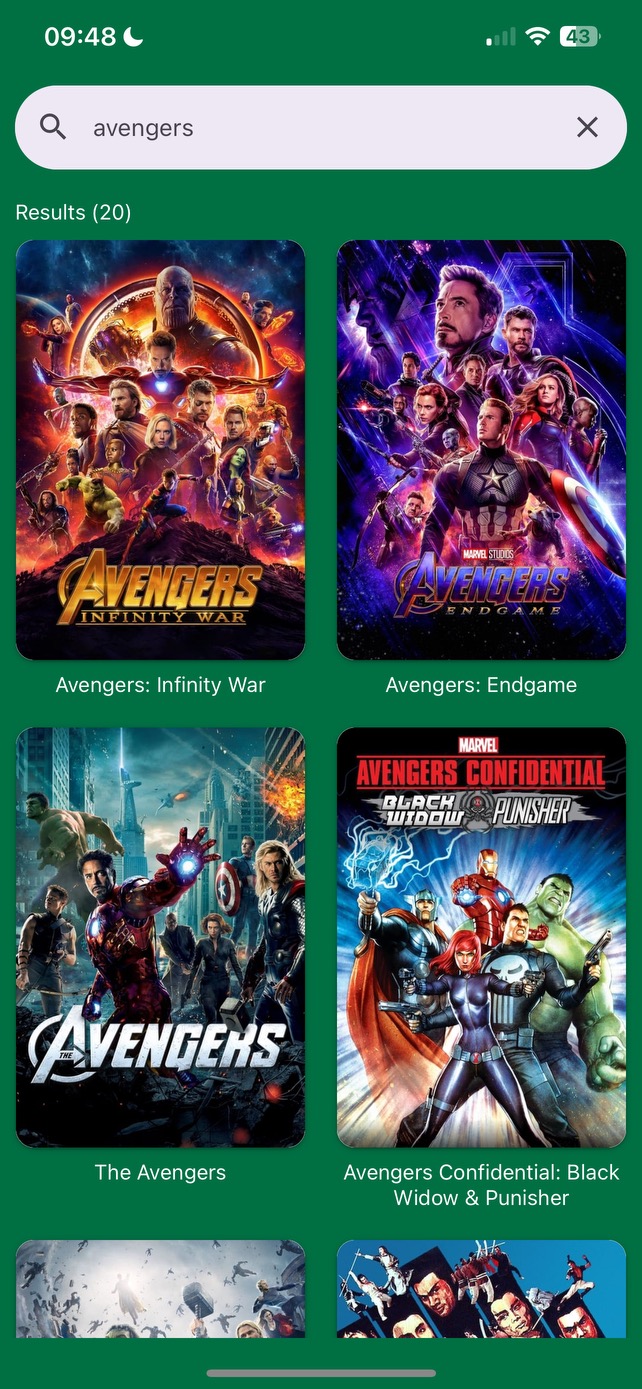 09:48
43
avengers
Results (20)
AVENGERS
INFINITY WAR
MARVEL STUDIOS
AVENGERS
ENDGAME
Avengers: Infinity War
Avengers: Endgame
THE AVENGERS
MARVEL
AVENGERS CONFIDENTIAL
BLACK WIDOW PUNISHER
The Avengers
Avengers Confidential: Black
Widow & Punisher